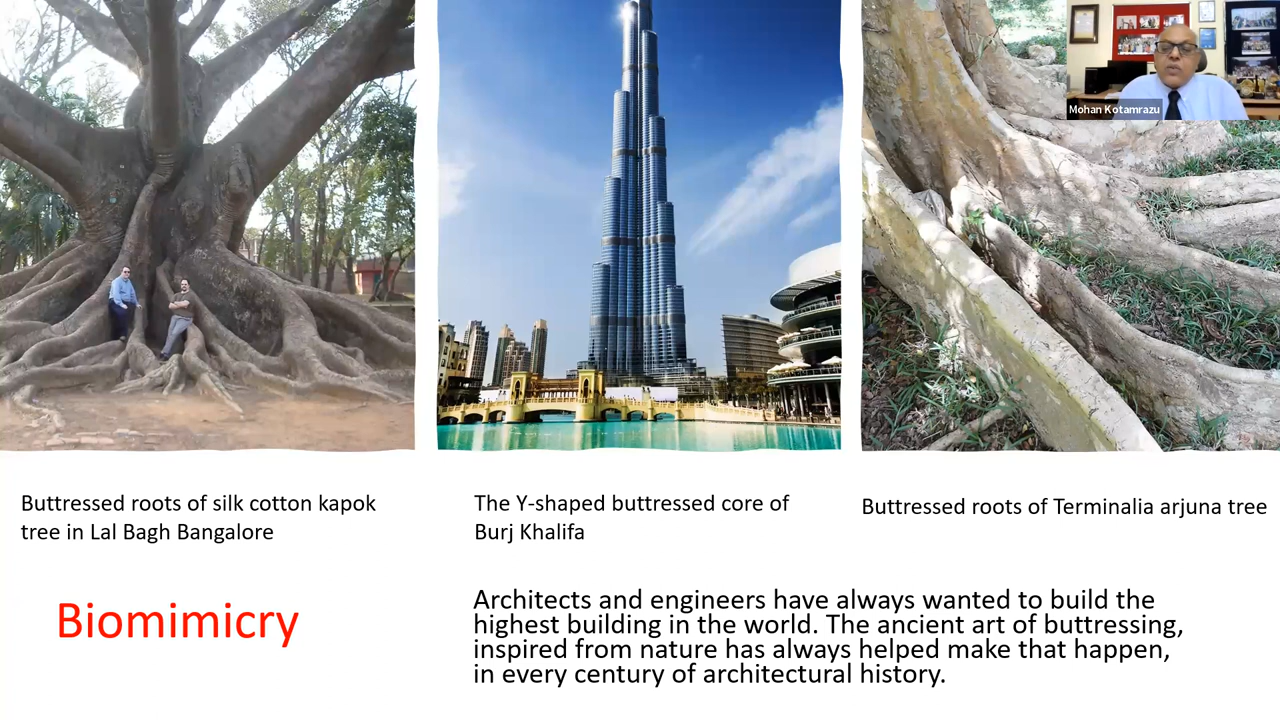 Mohan Kotamrazu
Buttressed roots of silk cotton kapok
tree in Lal Bagh Bangalore
The Y-shaped buttressed core of
Burj Khalifa
Buttressed roots of Terminalia arjuna tree
Biomimicry
Architects and engineers have always wanted to build the
highest building in the world. The ancient art of buttressing,
inspired from nature has always helped make that happen,
in every century of architectural history.